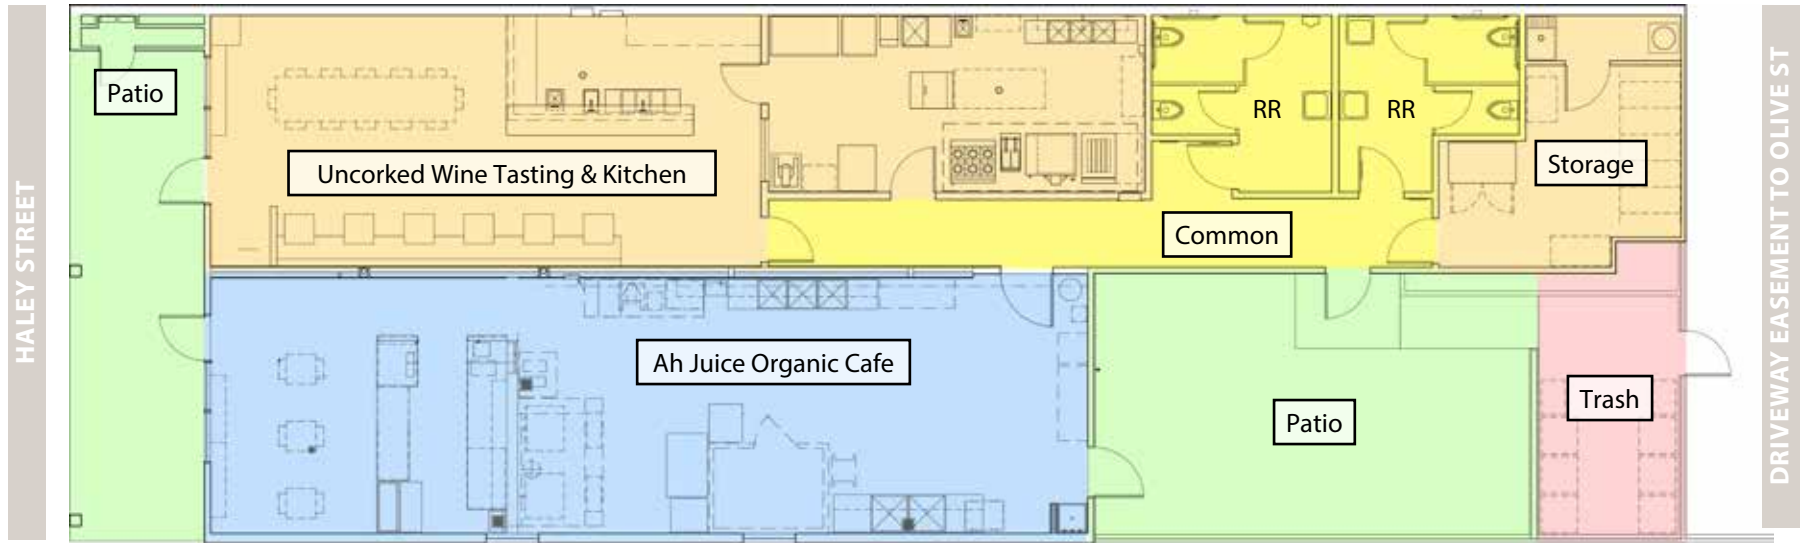 HALEY STREET
Patio
Uncorked Wine Tasting & Kitchen
RR
RR
Storage
Common
Ah Juice Organic Cafe
Patio
Trash
DRIVEWAY EASEMENT TO OLIVE ST